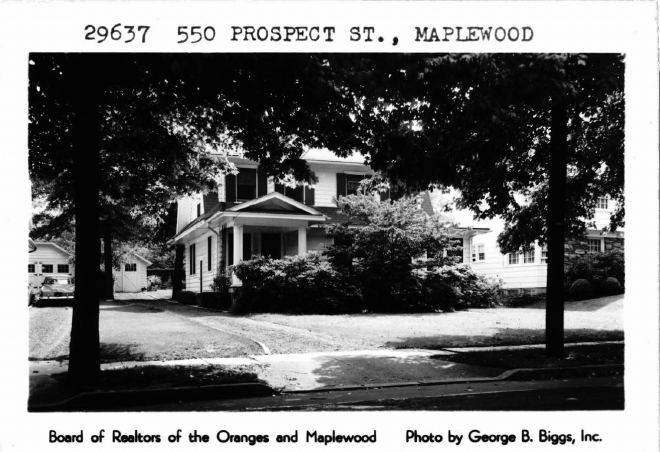 29637 550 PROSPECT ST., MAPLEWOOD
Board of Realtors of the Oranges and Maplewood Photo by George B. Biggs, Inc.